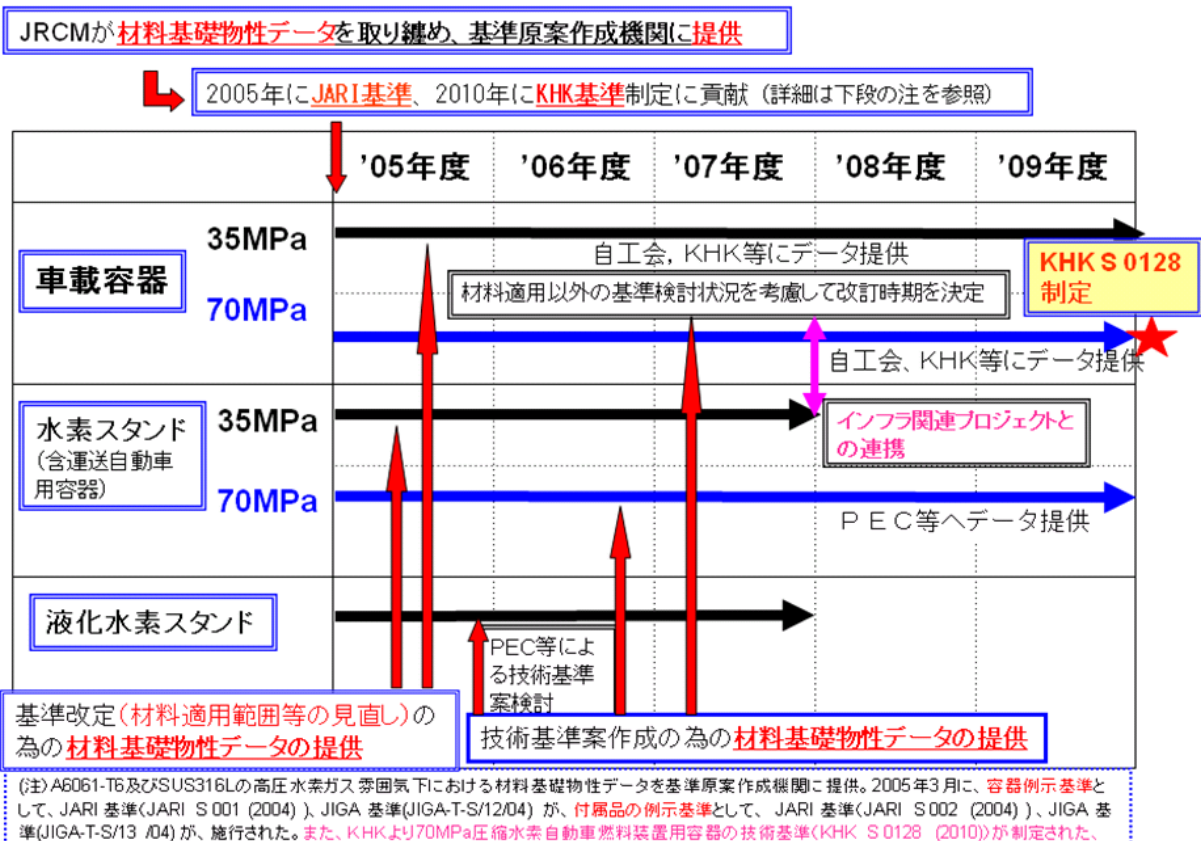 JRCMが材料基礎物性データを取り纏め、基準原案作成機関に提供
2005年にJARI基準、2010年にKHK基準制定に貢献（詳細は下段の注を参照）
'05年度 '06年度 '07年度 '08年度 '09年度
車載容器
35MPa
自工会，KHK等にデータ提供
KHK S 0128
制定
材料適用以外の基準検討状況を考慮して改訂時期を決定
70MPa
自工会、KHK等にデータ提供
水素スタンド
(含運送自動車
用容器)
35MPa
インフラ関連プロジェクトと
の連携
70MPa
ＰＥＣ等へデータ提供
液化水素スタンド
PEC等によ
る技術基準
案検討
基準改定(材料適用範囲等の見直し)の
為の材料基礎物性データの提供
技術基準案作成の為の材料基礎物性データの提供
(注) A6061-T6及びSUS316Lの高圧水素ガス雰囲気下における材料基礎物性データを基準原案作成機関に提供。2005年3月に、容器例示基準と
して、JARI 基準(JARI S 001 (2004) )、JIGA 基準(JIGA-T-S/12/04) が、付属品の例示基準として、 JARI 基準(JARI S 002 (2004) )、JIGA 基
準(JIGA-T-S/13 /04) が、施行された。また、KHKより70MPa圧縮水素自動車燃料装置用容器の技術基準(KHK S 0128 (2010))が制定された、